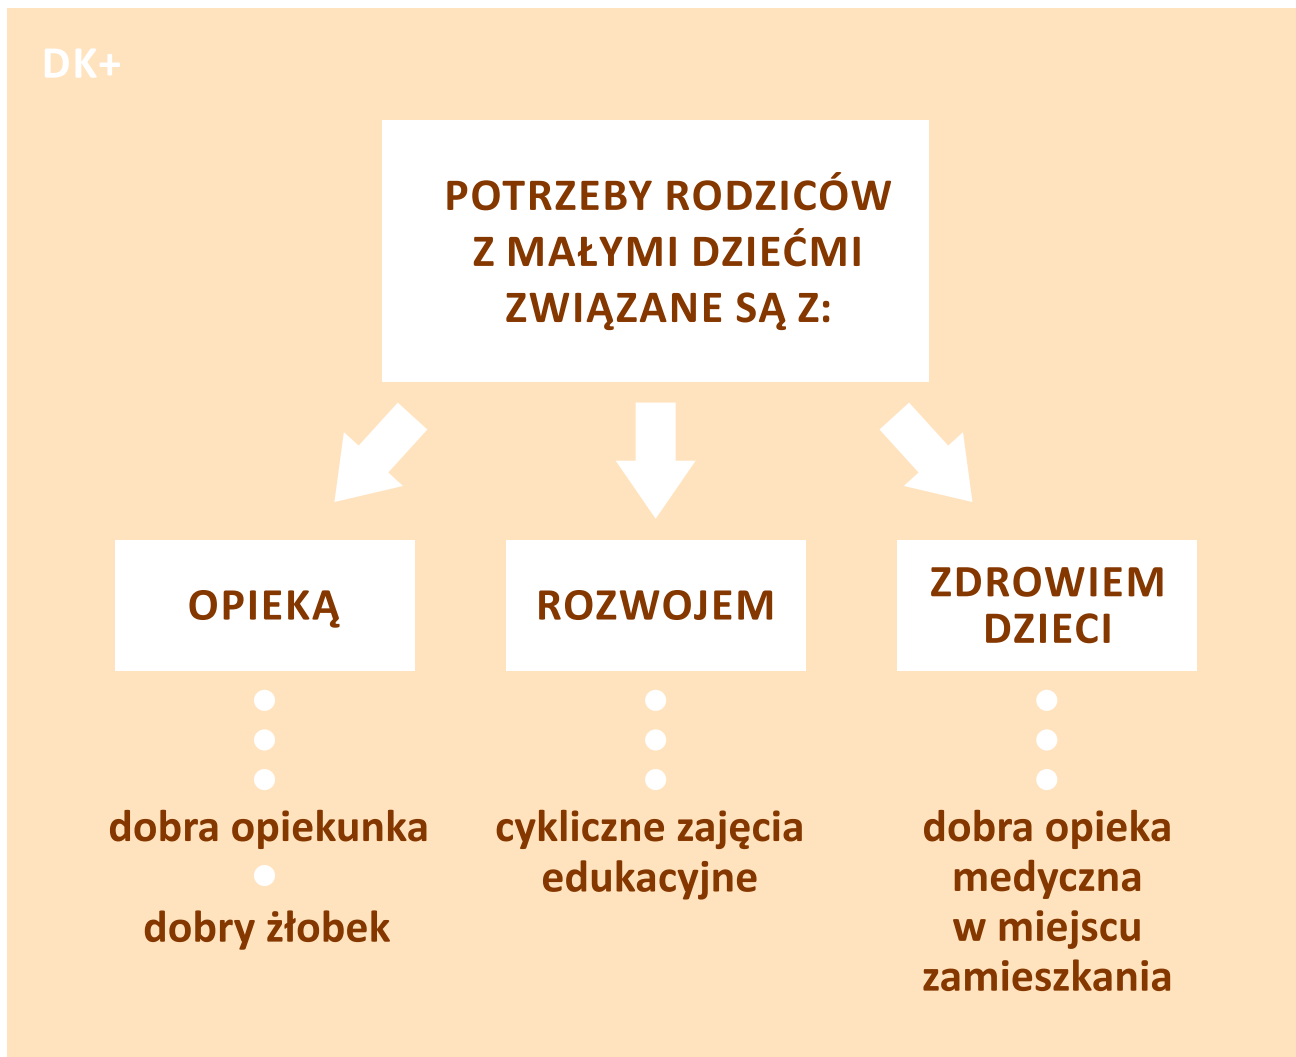 DK+
POTRZEBY RODZICÓW
Z MAŁYMI DZIEĆMI
ZWIĄZANE SĄ Z:
OPIEKĄ
ROZWOJEM
ZDROWIEM
DZIECI
dobra opiekunka
dobry żłobek
cykliczne zajęcia
edukacyjne
dobra opieka
medyczna
w miejscu
zamieszkania